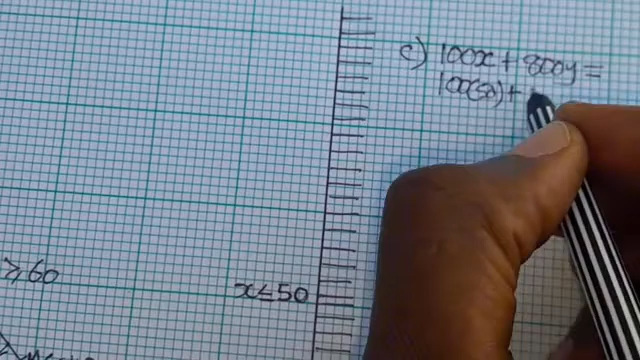 c) 100x + 800y =
100(50) +
≥ 60
x ≤ 50